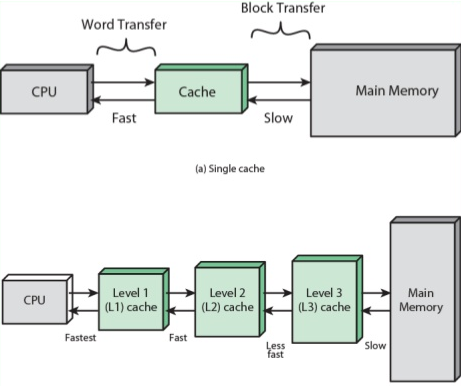 Block Transfer
Word Transfer
CPU
Cache
Main Memory
Fast
Slow
(a) Single cache
CPU
Level 1
(L1) cache
Level 2
(L2) cache
Level 3
(L3) cache
Main
Memory
Fastest
Fast
Less
fast
Slow